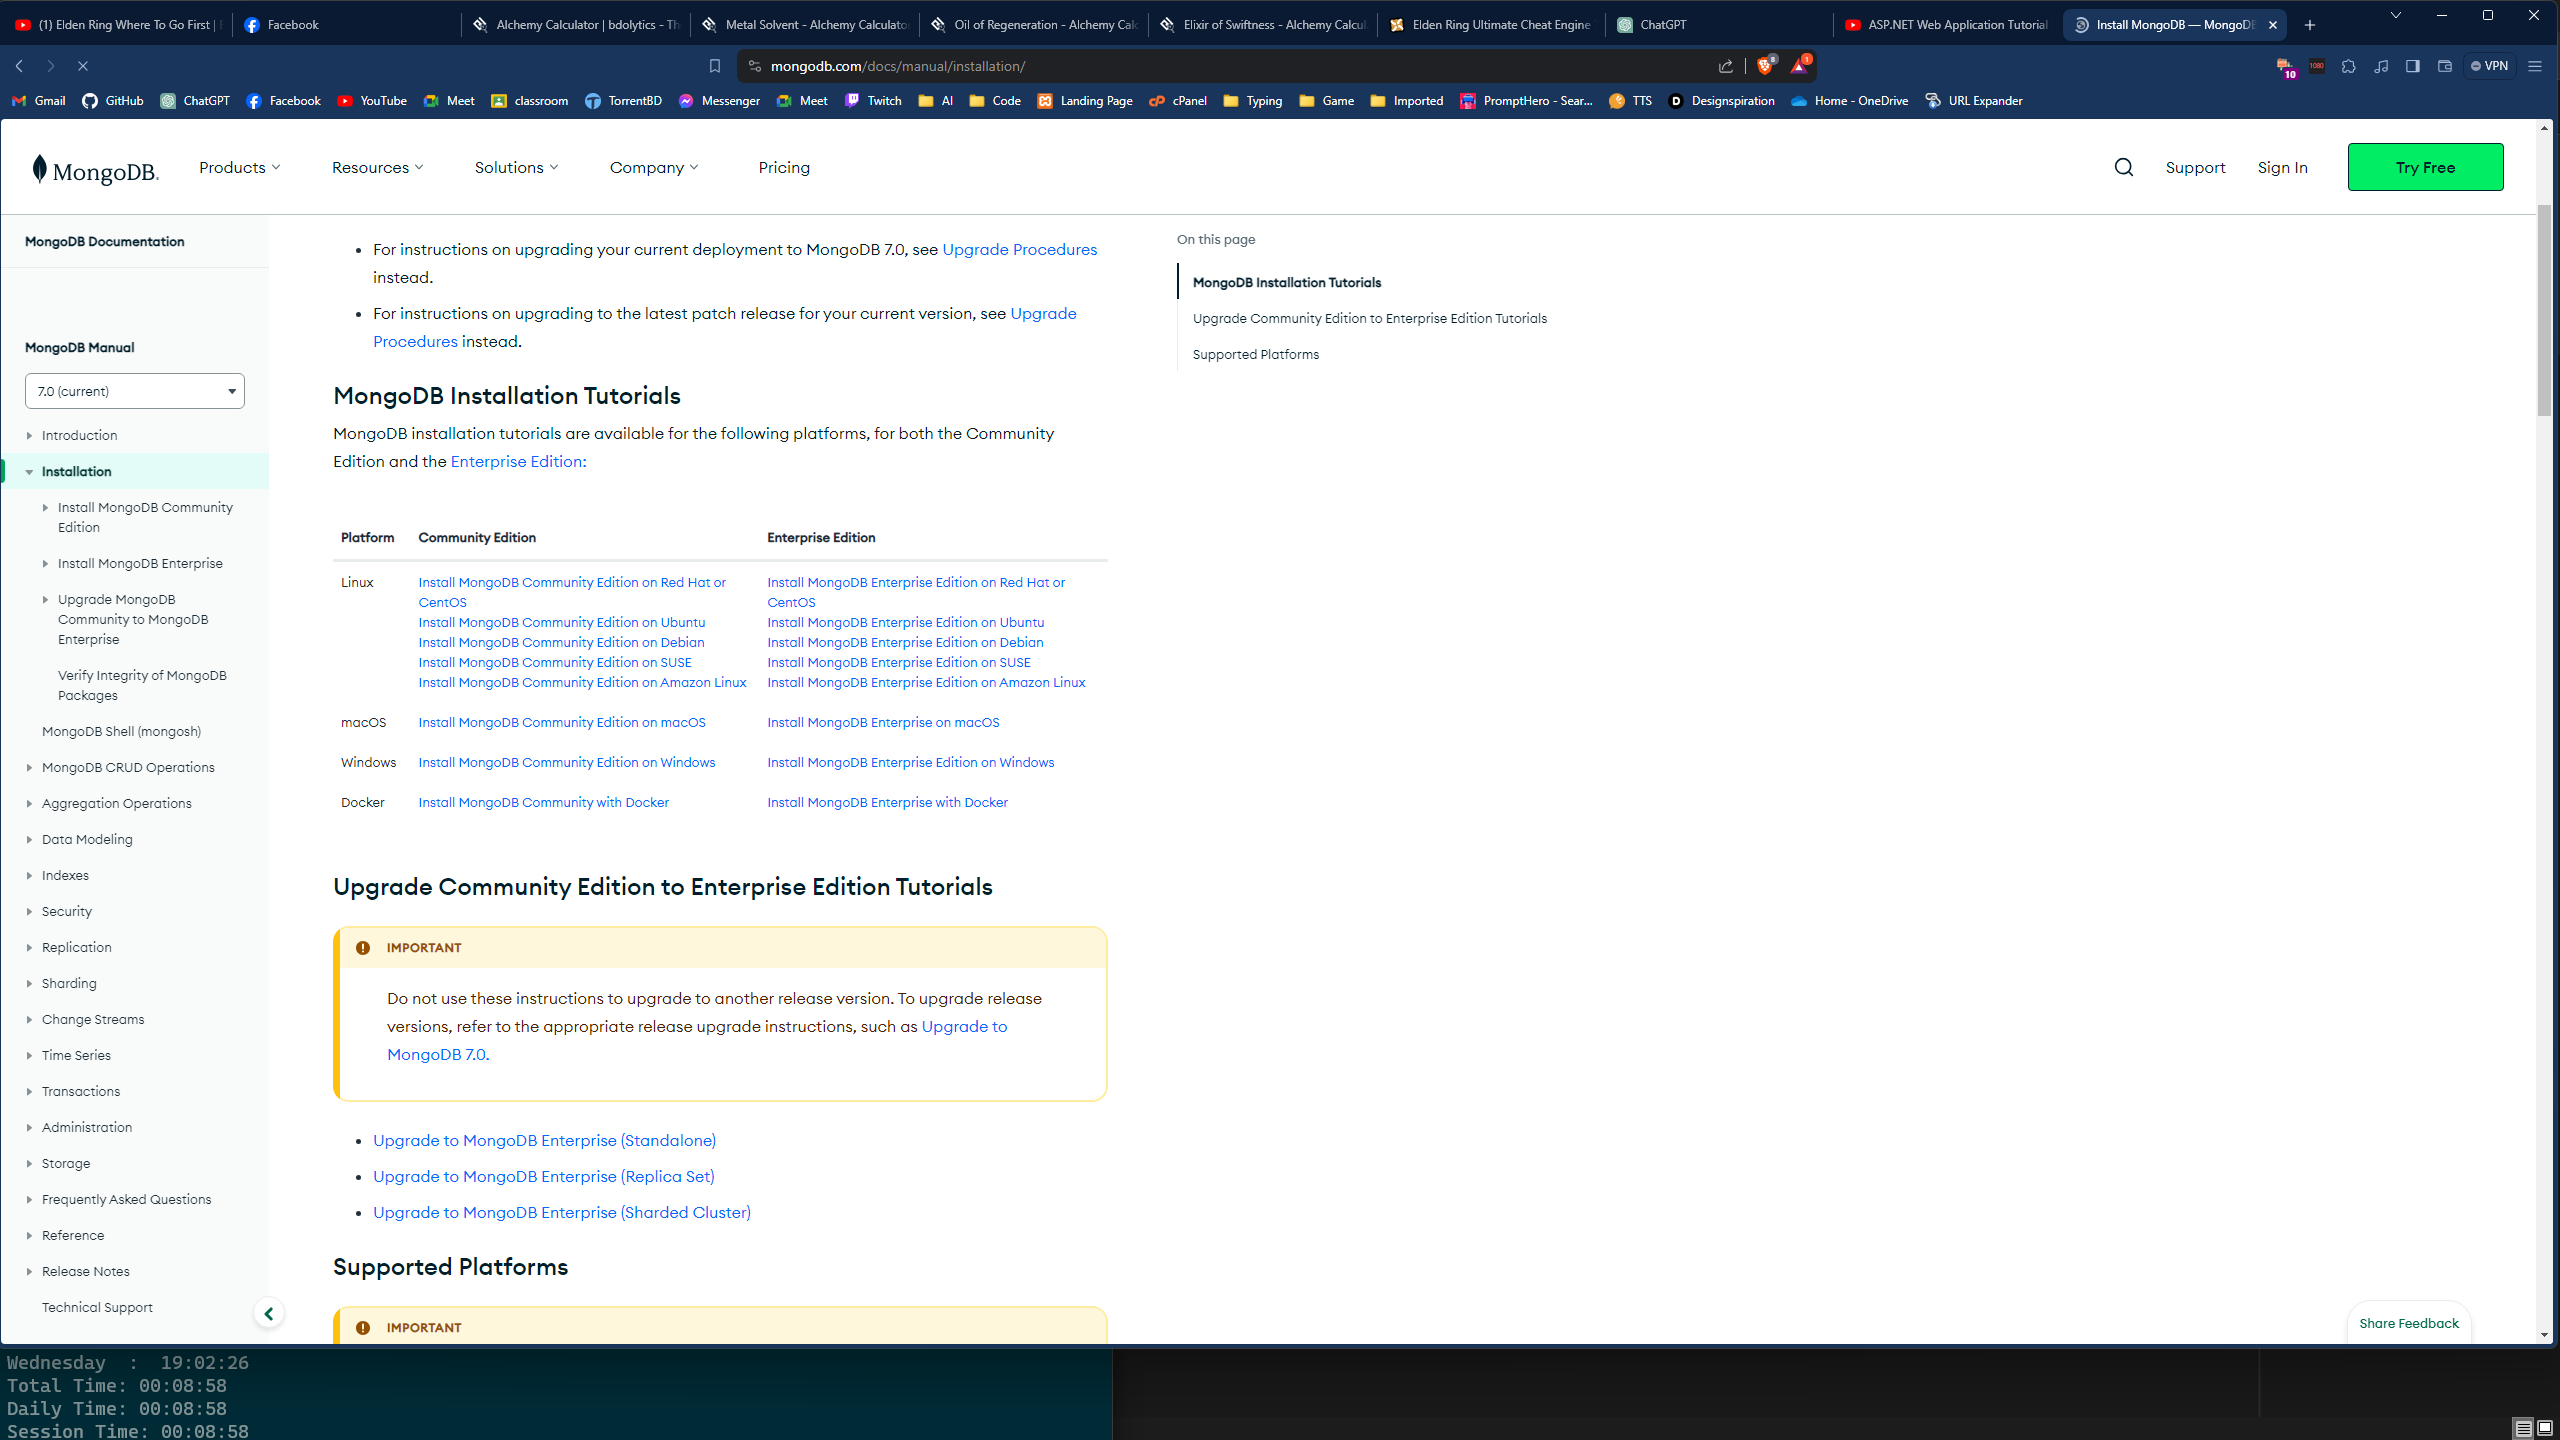 (1) Elden Ring Where To Go First |
Facebook
Alchemy Calculator | bdolytics - Th
Metal Solvent - Alchemy Calculator
Oil of Regeneration - Alchemy Calc
Elixir of Swiftness - Alchemy Calcul
Elden Ring Ultimate Cheat Engine
ChatGPT
ASP.NET Web Application Tutorial
Install MongoDB — MongoDB
mongodb.com/docs/manual/installation/
8
1
10
1080
VPN
Gmail
GitHub
ChatGPT
Facebook
YouTube
Meet
classroom
TorrentBD
Messenger
Meet
Twitch
AI
Code
Landing Page
cPanel
Typing
Game
Imported
PromptHero - Sear...
TTS
Designspiration
Home - OneDrive
URL Expander
MongoDB.
Products
Resources
Solutions
Company
Pricing
Support
Sign In
Try Free
MongoDB Documentation
MongoDB Manual
7.0 (current)
Introduction
Installation
Install MongoDB Community
Edition
Install MongoDB Enterprise
Upgrade MongoDB
Community to MongoDB
Enterprise
Verify Integrity of MongoDB
Packages
MongoDB Shell (mongosh)
MongoDB CRUD Operations
Aggregation Operations
Data Modeling
Indexes
Security
Replication
Sharding
Change Streams
Time Series
Transactions
Administration
Storage
Frequently Asked Questions
Reference
Release Notes
Technical Support
For instructions on upgrading your current deployment to MongoDB 7.0, see Upgrade Procedures
instead.
For instructions on upgrading to the latest patch release for your current version, see Upgrade
Procedures instead.
MongoDB Installation Tutorials
MongoDB installation tutorials are available for the following platforms, for both the Community
Edition and the Enterprise Edition:
Platform Community Edition Enterprise Edition
Linux Install MongoDB Community Edition on Red Hat or Install MongoDB Enterprise Edition on Red Hat or
CentOS CentOS
Install MongoDB Community Edition on Ubuntu Install MongoDB Enterprise Edition on Ubuntu
Install MongoDB Community Edition on Debian Install MongoDB Enterprise Edition on Debian
Install MongoDB Community Edition on SUSE Install MongoDB Enterprise Edition on SUSE
Install MongoDB Community Edition on Amazon Linux Install MongoDB Enterprise Edition on Amazon Linux
macOS Install MongoDB Community Edition on macOS Install MongoDB Enterprise on macOS
Windows Install MongoDB Community Edition on Windows Install MongoDB Enterprise Edition on Windows
Docker Install MongoDB Community with Docker Install MongoDB Enterprise with Docker
Upgrade Community Edition to Enterprise Edition Tutorials
IMPORTANT
Do not use these instructions to upgrade to another release version. To upgrade release
versions, refer to the appropriate release upgrade instructions, such as Upgrade to
MongoDB 7.0.
Upgrade to MongoDB Enterprise (Standalone)
Upgrade to MongoDB Enterprise (Replica Set)
Upgrade to MongoDB Enterprise (Sharded Cluster)
Supported Platforms
IMPORTANT
On this page
MongoDB Installation Tutorials
Upgrade Community Edition to Enterprise Edition Tutorials
Supported Platforms
Share Feedback
Wednesday : 19:02:26
Total Time: 00:08:58
Daily Time: 00:08:58
Session Time: 00:08:58